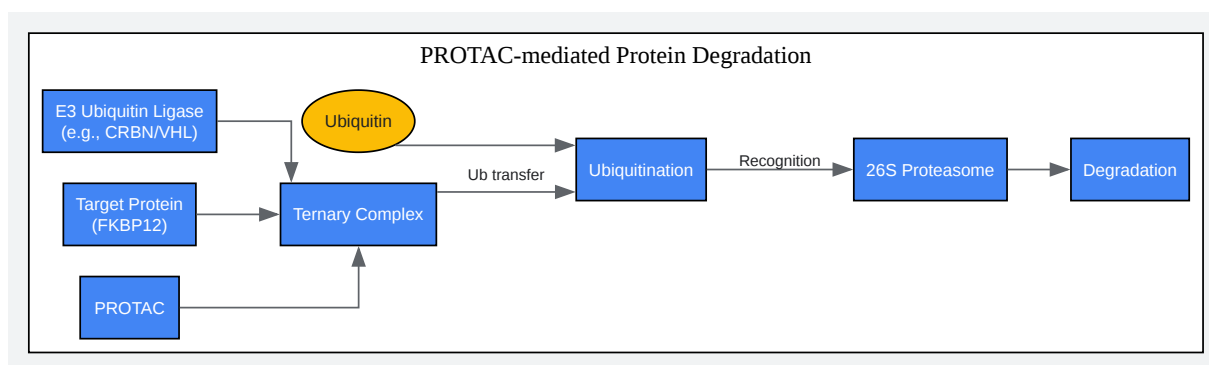 PROTAC-mediated Protein Degradation
E3 Ubiquitin Ligase
(e.g., CRBN/VHL)
Ubiquitin
Target Protein
(FKBP12)
PROTAC
Ternary Complex
Ub transfer
Ubiquitination
Recognition
26S Proteasome
Degradation